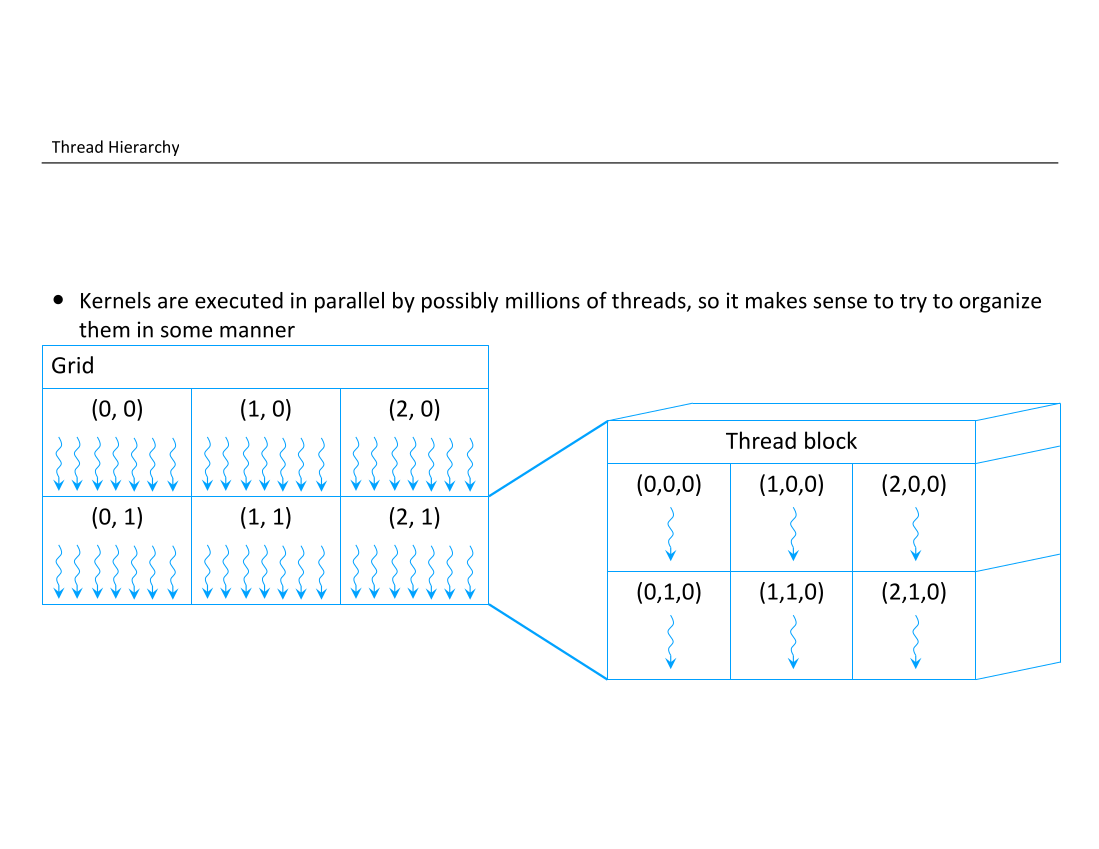 Thread Hierarchy
• Kernels are executed in parallel by possibly millions of threads, so it makes sense to try to organize
them in some manner
Grid
(0, 0) (1, 0) (2, 0)
(0, 1) (1, 1) (2, 1)
Thread block
(0,0,0) (1,0,0) (2,0,0)
(0,1,0) (1,1,0) (2,1,0)